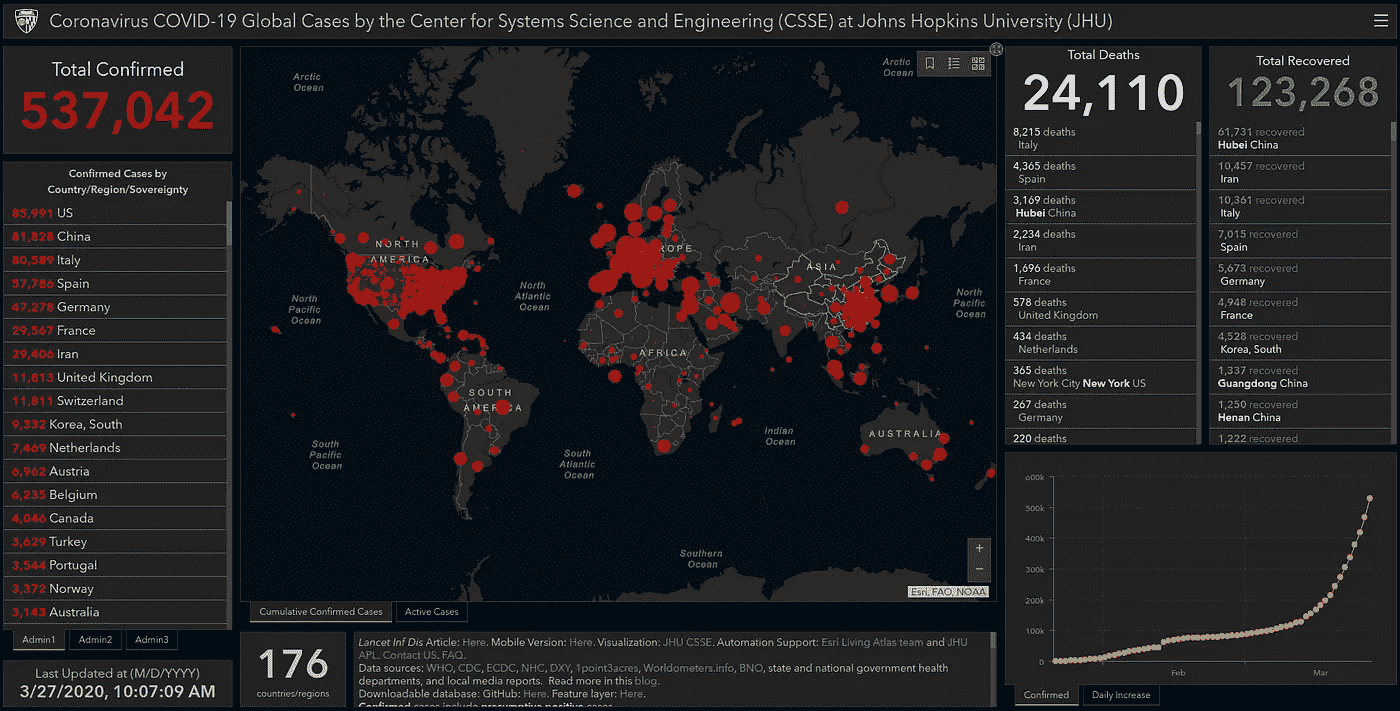 Coronavirus COVID-19 Global Cases by the Center for Systems Science and Engineering (CSSE) at Johns Hopkins University (JHU)
Total Confirmed
537,042
Confirmed Cases by
Country/Region/Sovereignty
85,991 US
81,828 China
80,589 Italy
57,786 Spain
47,278 Germany
29,567 France
29,406 Iran
11,813 United Kingdom
11,811 Switzerland
9,332 Korea, South
7,469 Netherlands
6,962 Austria
6,235 Belgium
4,046 Canada
3,629 Turkey
3,544 Portugal
3,372 Norway
3,143 Australia
Admin1
Admin2
Admin3
Last Updated at (M/D/YYYY)
3/27/2020, 10:07:09 AM
Arctic
Ocean
Arctic
Ocean
NORTH
AMERICA
ROPE
ASIA
North
Pacific
Ocean
North
Atlantic
Ocean
North
Pacific
Ocean
AFRICA
SOUTH
AMERICA
Indian
Ocean
AUSTRALIA
South
Pacific
Ocean
South
Atlantic
Ocean
Southern
Ocean
+
−
Esri, FAO, NOAA
Cumulative Confirmed Cases
Active Cases
176
countries/regions
Lancet Inf Dis Article: Here. Mobile Version: Here. Visualization: JHU CSSE. Automation Support: Esri Living Atlas team and JHU
APL. Contact US. FAQ.
Data sources: WHO, CDC, ECDC, NHC, DXY, 1point3acres, Worldometers.info, BNO, state and national government health
departments, and local media reports. Read more in this blog.
Downloadable database: GitHub: Here. Feature layer: Here.
Confirmed cases include presumptive positive cases
Total Deaths
24,110
8,215 deaths
Italy
4,365 deaths
Spain
3,169 deaths
Hubei China
2,234 deaths
Iran
1,696 deaths
France
578 deaths
United Kingdom
434 deaths
Netherlands
365 deaths
New York City New York US
267 deaths
Germany
220 deaths
Total Recovered
123,268
61,731 recovered
Hubei China
10,457 recovered
Iran
10,361 recovered
Italy
7,015 recovered
Spain
5,673 recovered
Germany
4,948 recovered
France
4,528 recovered
Korea, South
1,337 recovered
Guangdong China
1,250 recovered
Henan China
1,222 recovered
600k
500k
400k
300k
200k
100k
0
Feb
Mar
Confirmed
Daily Increase